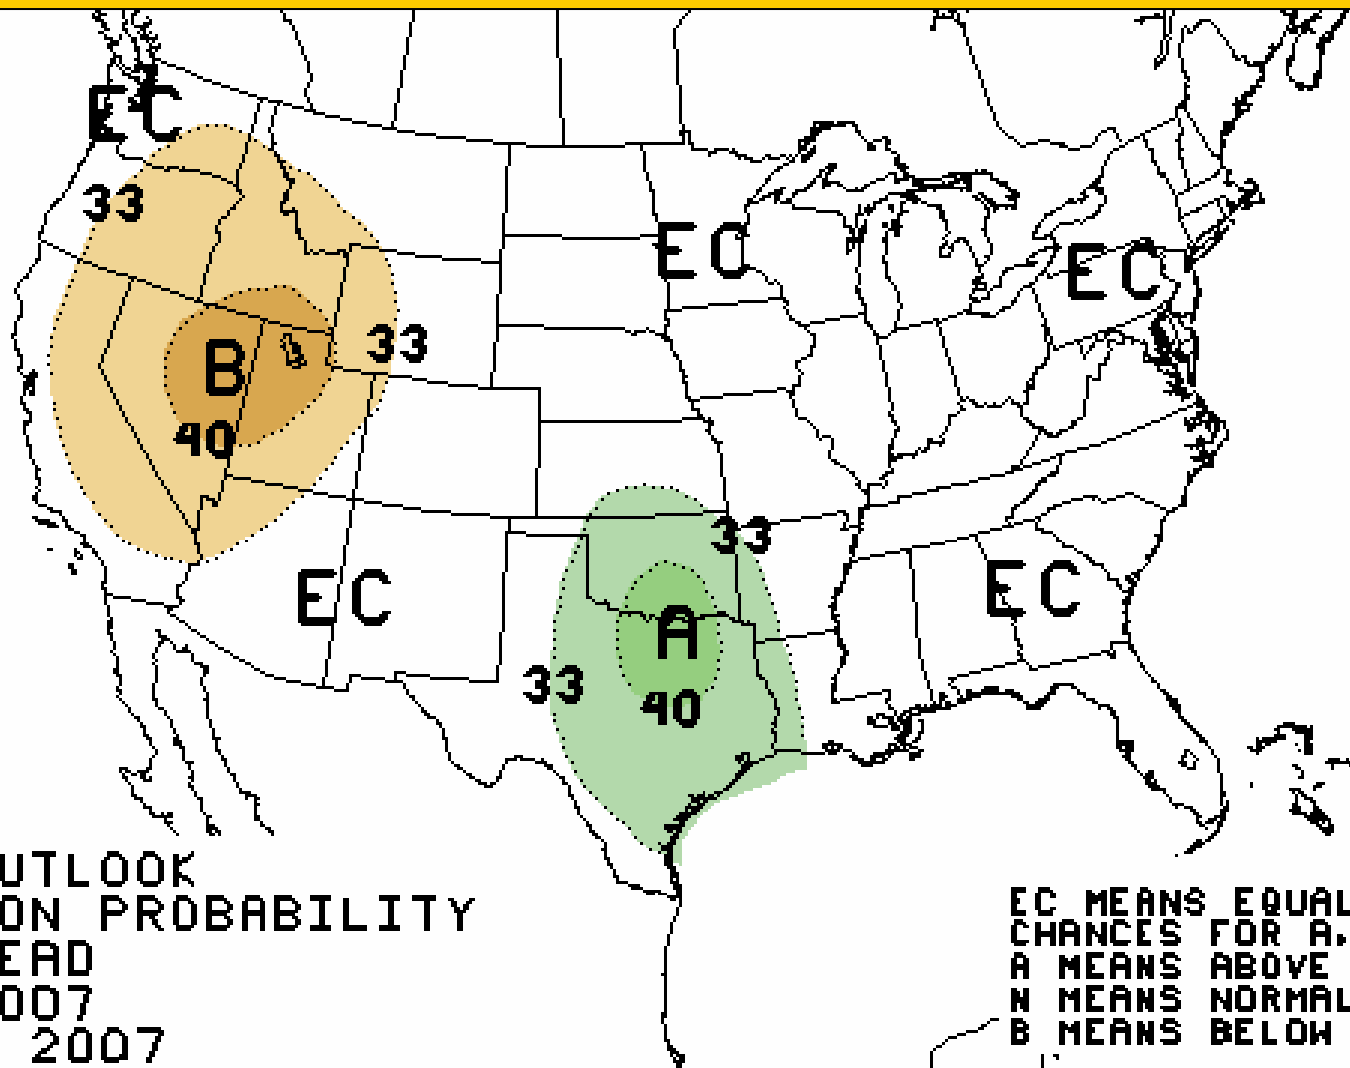 EC
33
EC
EC
33
B
40
33
A
EC
EC
33
40
UTLOOK
ON PROBABILITY
EAD
007
2007
EC MEANS EQUAL
CHANCES FOR A,
A MEANS ABOVE
N MEANS NORMAL
B MEANS BELOW